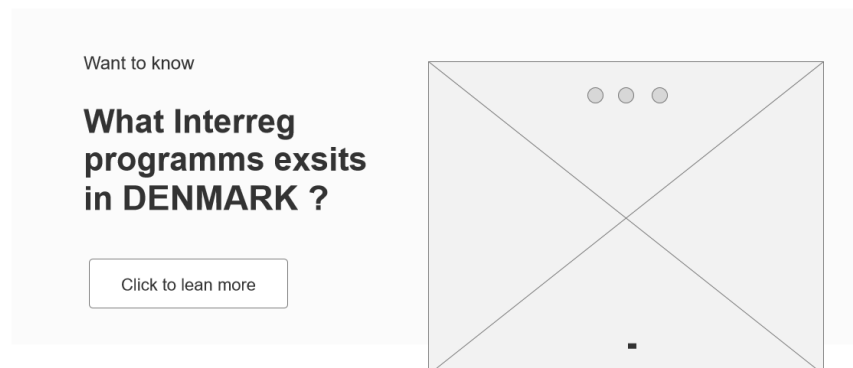 Want to know
What Interreg
programms exsits
in DENMARK ?
Click to lean more